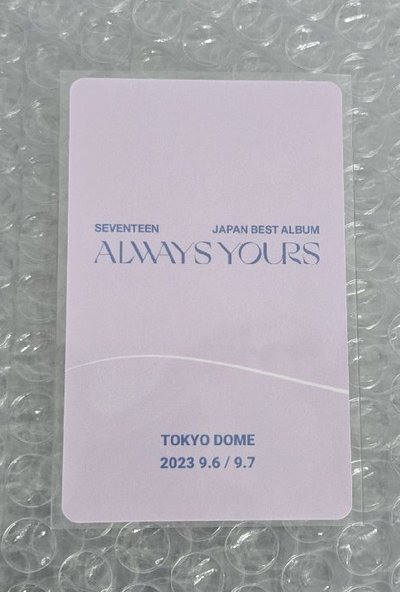 SEVENTEEN JAPAN BEST ALBUM
ALWAYS YOURS
TOKYO DOME
2023 9.6 / 9.7